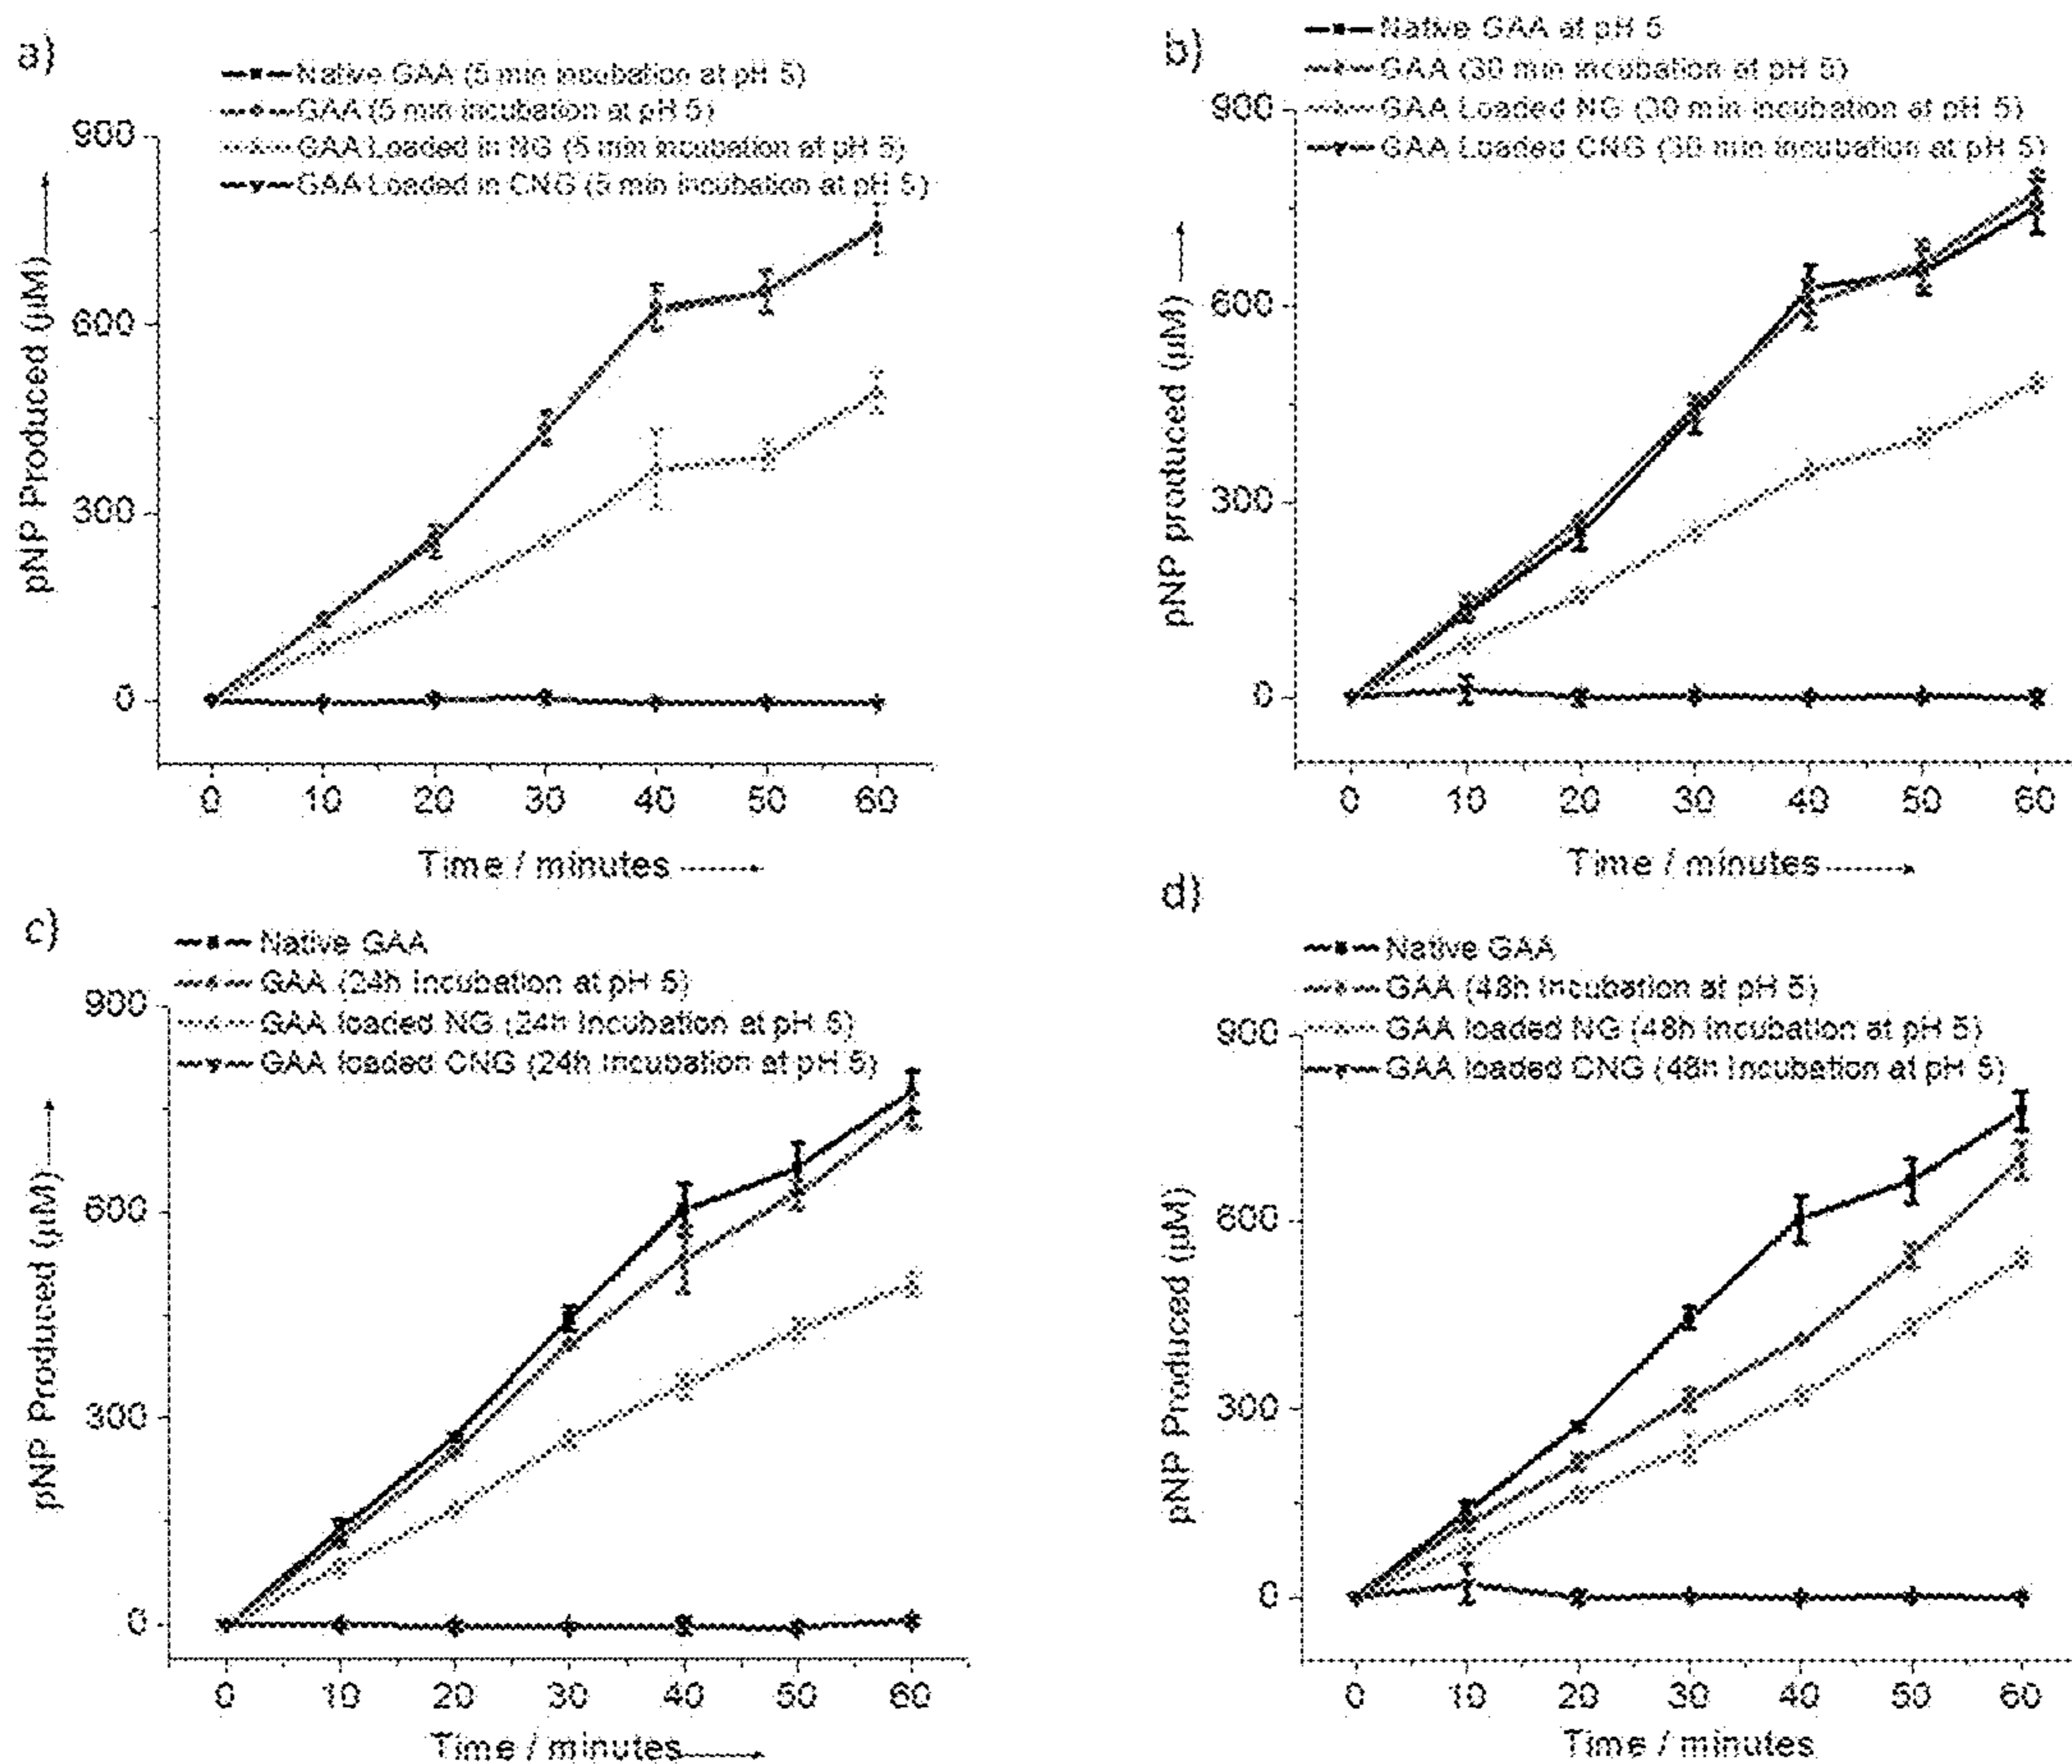 a)
Native GAA (5 min incubation at pH 5)
GAA (5 min incubation at pH 5)
GAA Loaded in NG (5 min incubation at pH 5)
GAA Loaded in CNG (5 min incubation at pH 5)
900
600
300
0
pNP Produced (µM)
0 10 20 30 40 50 60
Time / minutes
b)
Native GAA at pH 5
GAA (30 min incubation at pH 5)
GAA Loaded NG (30 min incubation at pH 5)
GAA Loaded CNG (30 min incubation at pH 5)
900
600
300
0
pNP produced (µM)
0 10 20 30 40 50 60
Time / minutes
c)
Native GAA
GAA (24h Incubation at pH 5)
GAA loaded NG (24h Incubation at pH 5)
GAA loaded CNG (24h Incubation at pH 5)
900
600
300
0
pNP Produced (µM)
0 10 20 30 40 50 60
Time / minutes
d)
Native GAA
GAA (48h Incubation at pH 5)
GAA loaded NG (48h Incubation at pH 5)
GAA loaded CNG (48h Incubation at pH 5)
900
600
300
0
pNP Produced (µM)
0 10 20 30 40 50 60
Time / minutes